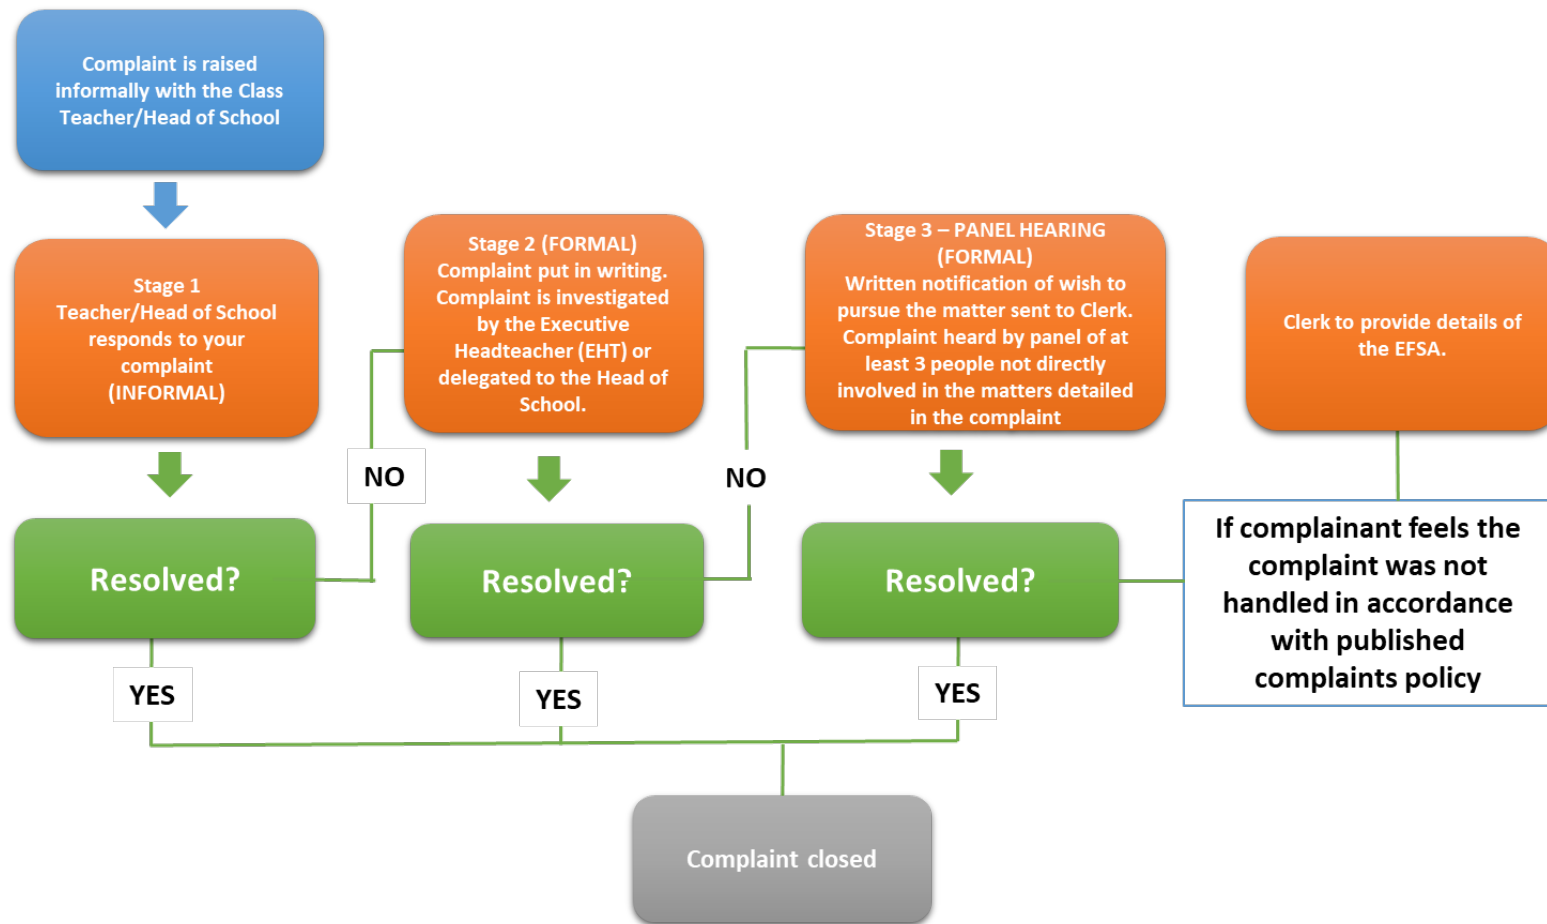 Complaint is raised
informally with the Class
Teacher/Head of School
Stage 1
Teacher/Head of School
responds to your
complaint
(INFORMAL)
Stage 2 (FORMAL)
Complaint put in writing.
Complaint is investigated
by the Executive
Headteacher (EHT) or
delegated to the Head of
School.
Stage 3 – PANEL HEARING
(FORMAL)
Written notification of wish to
pursue the matter sent to Clerk.
Complaint heard by panel of at
least 3 people not directly
involved in the matters detailed
in the complaint
Clerk to provide details of
the EFSA.
NO
NO
Resolved?
Resolved?
Resolved?
If complainant feels the
complaint was not
handled in accordance
with published
complaints policy
YES
YES
YES
Complaint closed